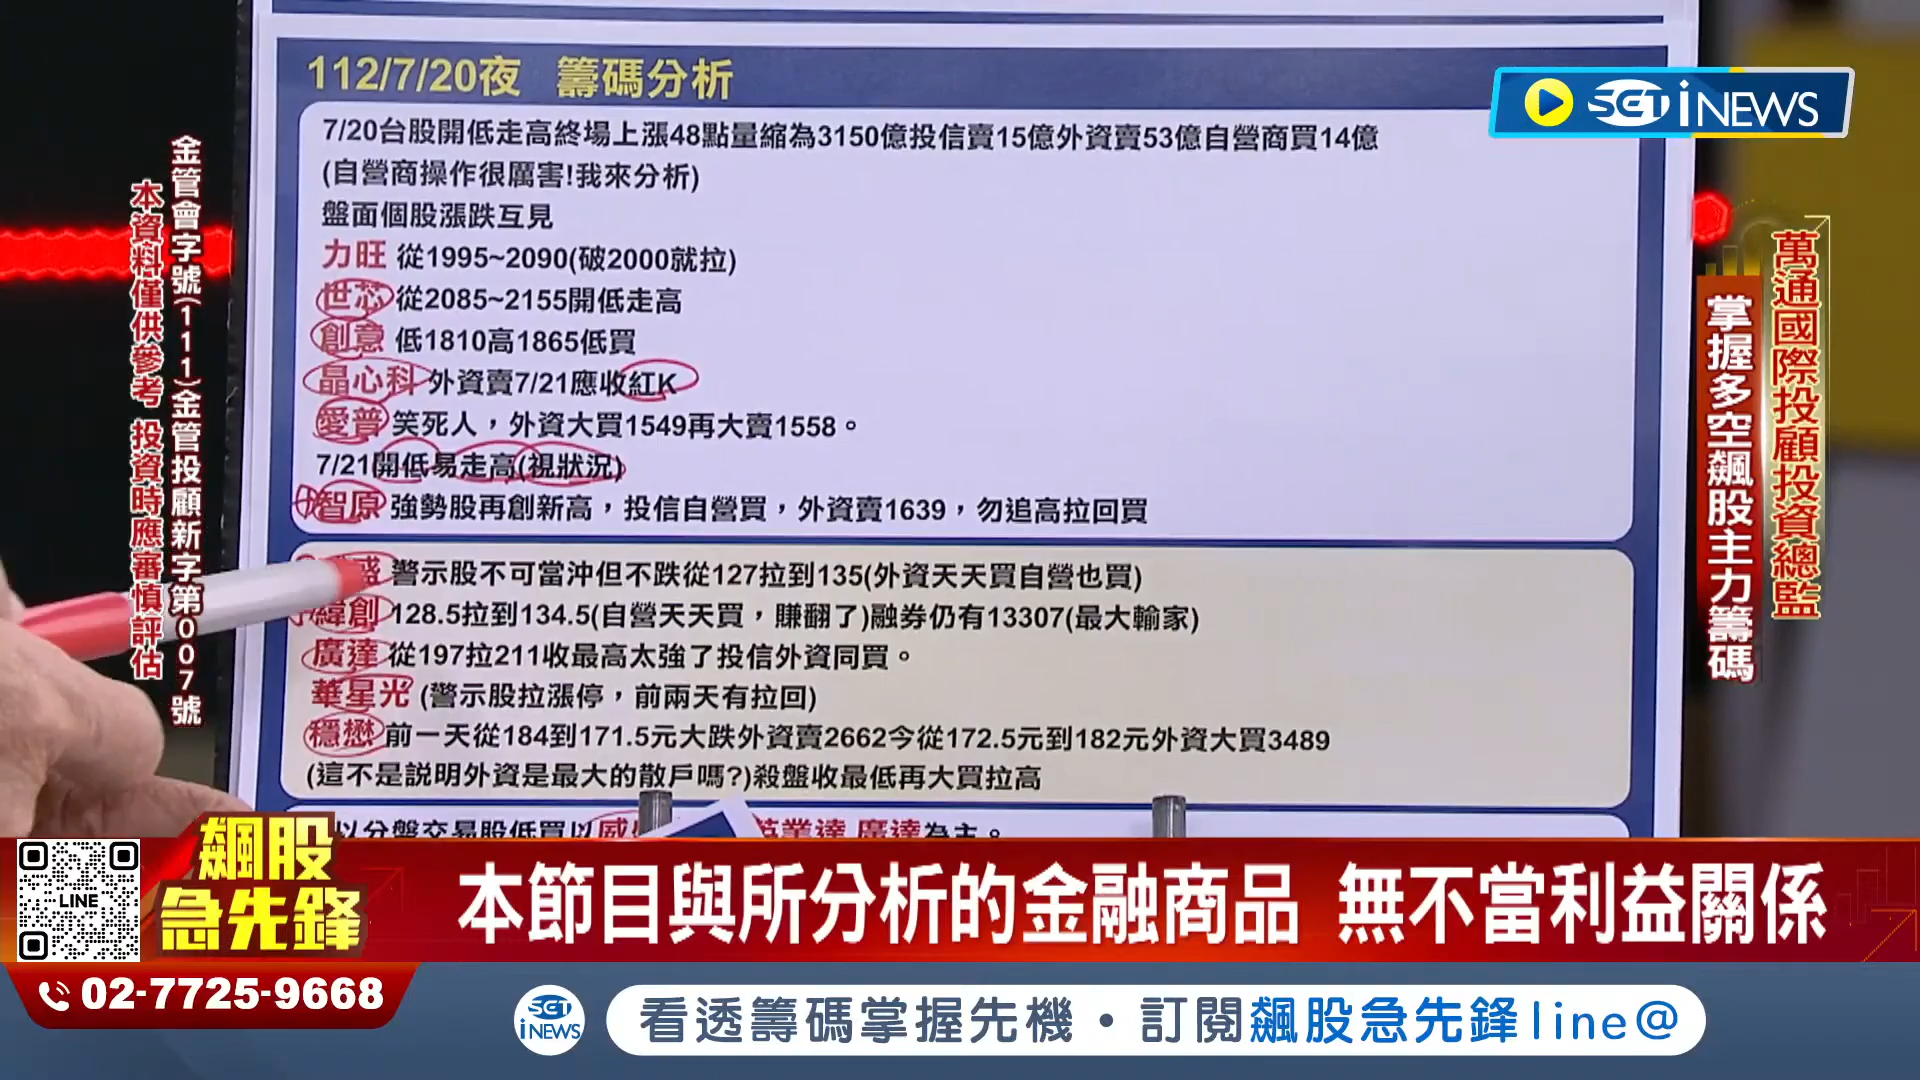 112/7/20夜 籌碼分析
7/20台股開低走高終場上漲48點量縮為3150億投信賣15億外資賣53億自營商買14億
(自營商操作很厲害!我來分析)
盤面個股漲跌互見
力旺 從1995~2090(破2000就拉)
世芯 從2085~2155開低走高
創意 低1810高1865低買
晶心科 外資賣7/21應收紅K
愛普 笑死人，外資大買1549再大賣1558。
7/21開低易走高(視狀況)
智原 強勢股再創新高，投信自營買，外資賣1639，勿追高拉回買
盛 警示股不可當沖但不跌從127拉到135(外資天天買自營也買)
緯創 128.5拉到134.5(自營天天買，賺翻了)融券仍有13307(最大輸家)
廣達 從197拉211收最高太強了投信外資同買。
華星光 (警示股拉漲停，前兩天有拉回)
穩懋 前一天從184到171.5元大跌外資賣2662今從172.5元到182元外資大買3489
(這不是説明外資是最大的散戶嗎?)殺盤收最低再大買拉高
以分盤交易股低買以威 英業達 廣達為主。
SET iNEWS
萬通國際投顧投資總監
掌握多空飆股主力籌碼
金管會字號(111)金管投顧新字第007號
本資料僅供參考 投資時應審慎評估
飆股
急先鋒
LINE
本節目與所分析的金融商品 無不當利益關係
02-7725-9668
SET
iNEWS
看透籌碼掌握先機・訂閱飆股急先鋒line@